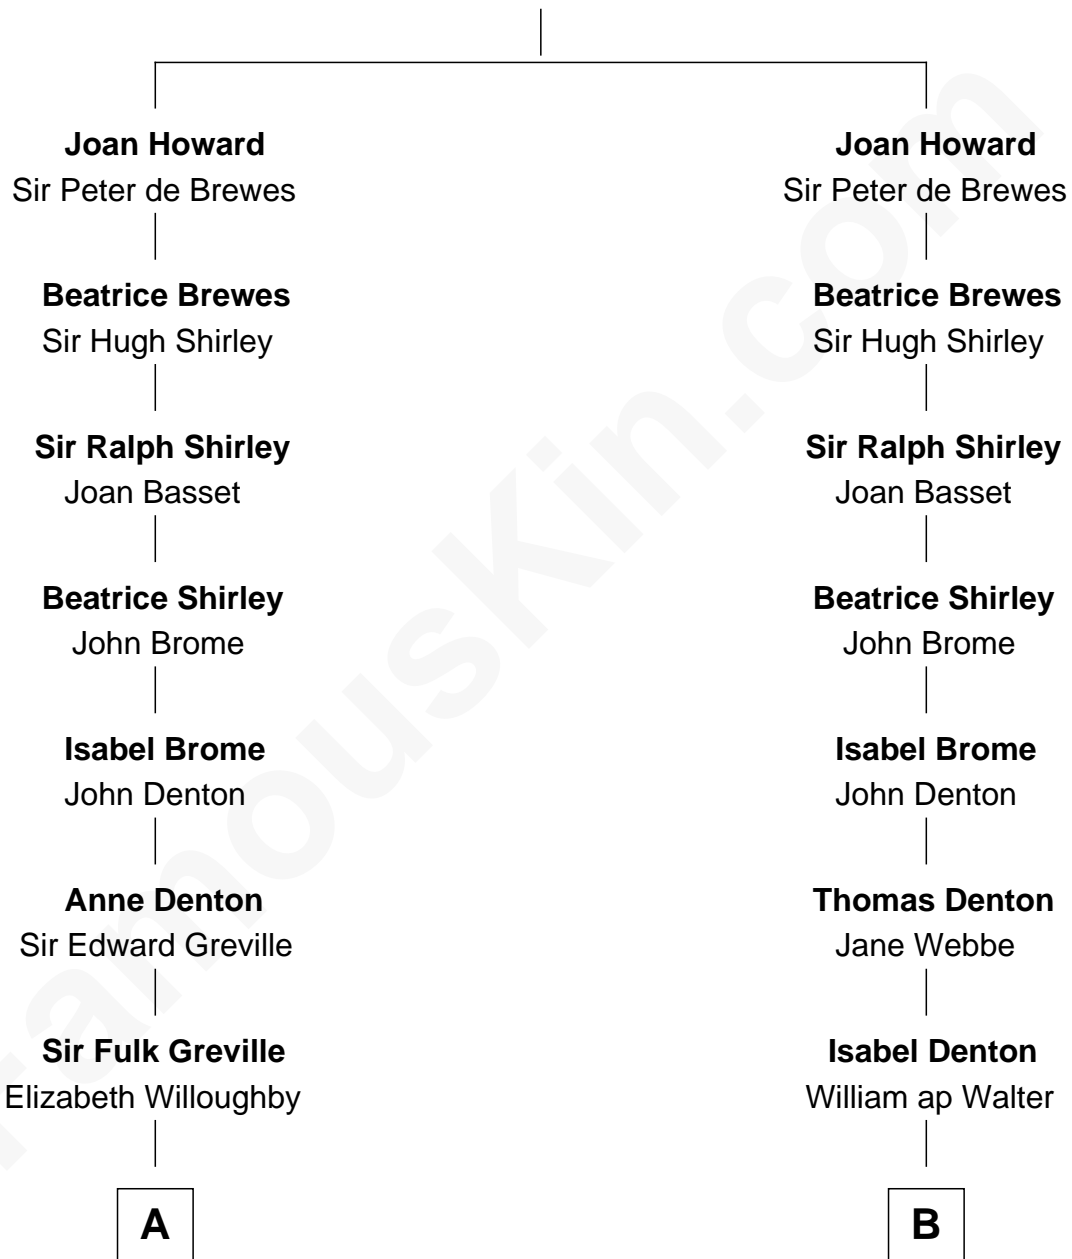 Joan Howard
Sir Peter de Brewes
Beatrice Brewes
Sir Hugh Shirley
Sir Ralph Shirley
Joan Basset
Beatrice Shirley
John Brome
Isabel Brome
John Denton
Anne Denton
Sir Edward Greville
Sir Fulk Greville
Elizabeth Willoughby
A
Joan Howard
Sir Peter de Brewes
Beatrice Brewes
Sir Hugh Shirley
Sir Ralph Shirley
Joan Basset
Beatrice Shirley
John Brome
Isabel Brome
John Denton
Thomas Denton
Jane Webbe
Isabel Denton
William ap Walter
B
FamousKin.com